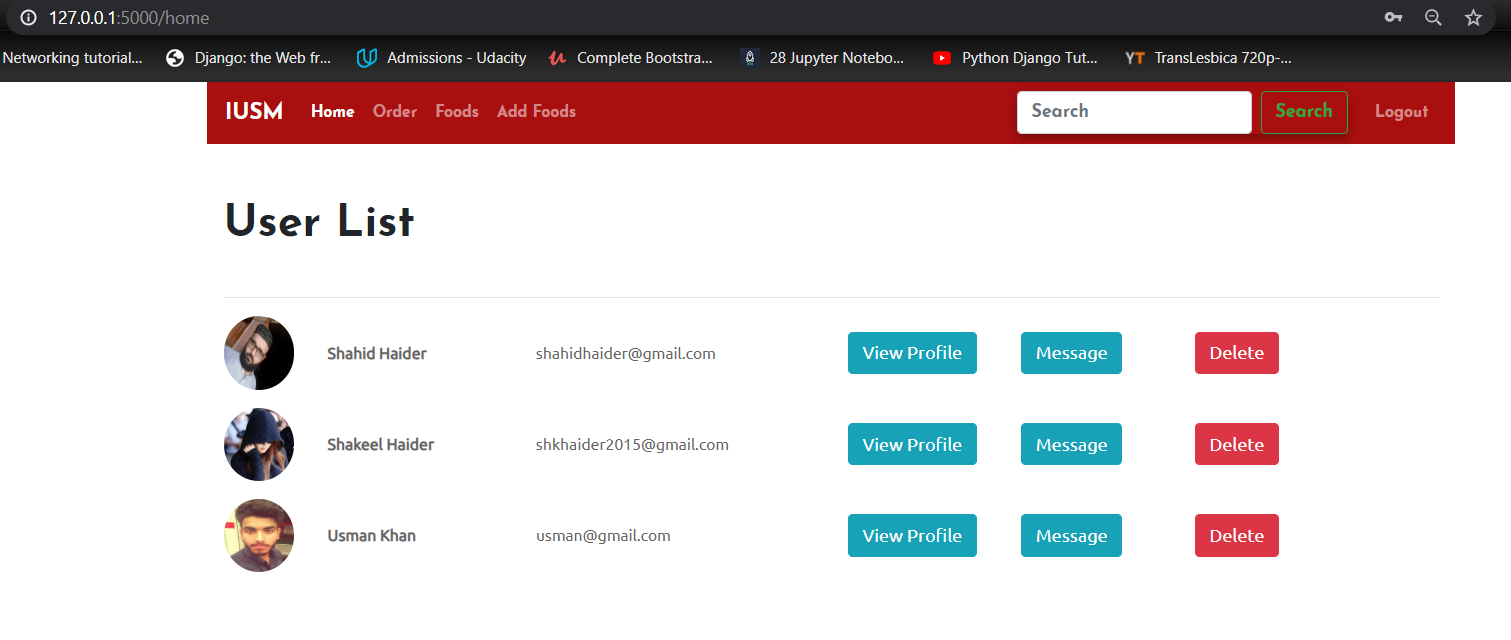 127.0.0.1:5000/home
Networking tutorial... Django: the Web fr... Admissions - Udacity Complete Bootstra... 28 Jupyter Notebo... Python Django Tut... YT TransLesbica 720p-...
IUSM Home Order Foods Add Foods Search Search Logout
User List
Shahid Haider shahidhaider@gmail.com View Profile Message Delete
Shakeel Haider shkhaider2015@gmail.com View Profile Message Delete
Usman Khan usman@gmail.com View Profile Message Delete